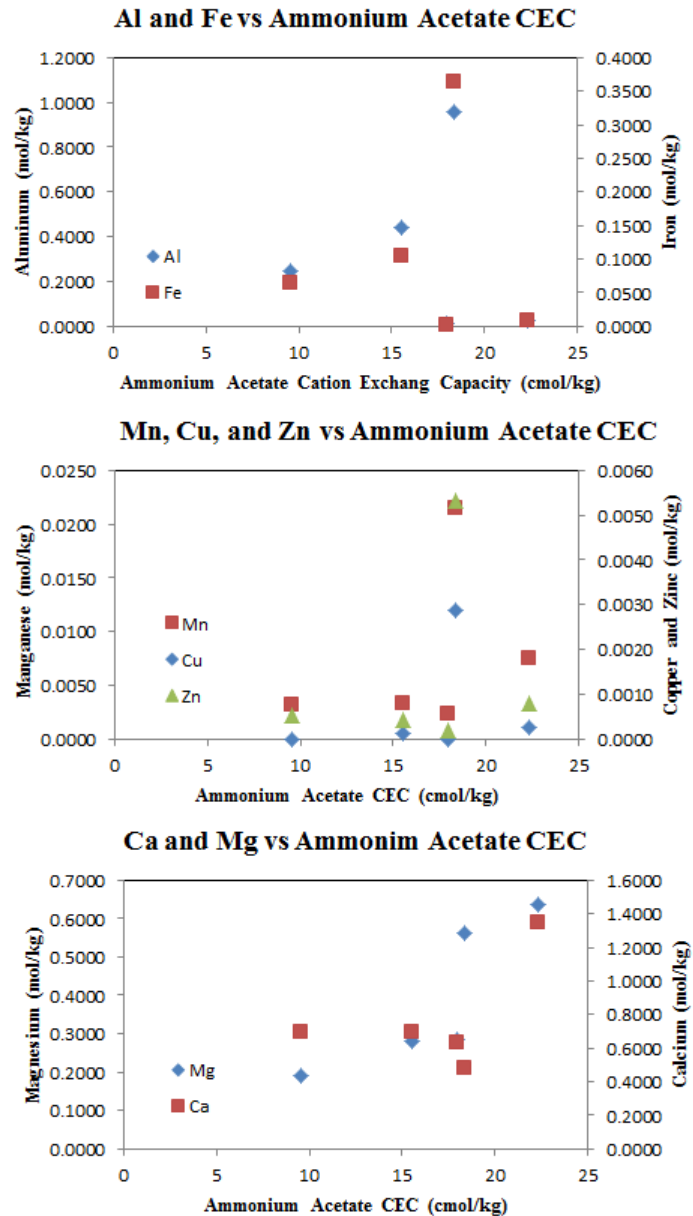 Al and Fe vs Ammonium Acetate CEC
Aluminum (mol/kg)
1.2000
1.0000
0.8000
0.6000
0.4000
0.2000
0.0000
Al
Fe
0.4000
0.3500
0.3000
0.2500
0.2000
0.1500
0.1000
0.0500
0.0000
Iron (mol/kg)
0 5 10 15 20 25
Ammonium Acetate Cation Exchang Capacity (cmol/kg)
Mn, Cu, and Zn vs Ammonium Acetate CEC
Manganese (mol/kg)
0.0250
0.0200
0.0150
0.0100
0.0050
0.0000
Mn
Cu
Zn
0.0060
0.0050
0.0040
0.0030
0.0020
0.0010
0.0000
Copper and Zinc (mol/kg)
0 5 10 15 20 25
Ammonium Acetate CEC (cmol/kg)
Ca and Mg vs Ammonim Acetate CEC
Magnesium (mol/kg)
0.7000
0.6000
0.5000
0.4000
0.3000
0.2000
0.1000
0.0000
Mg
Ca
1.6000
1.4000
1.2000
1.0000
0.8000
0.6000
0.4000
0.2000
0.0000
Calcium (mol/kg)
0 5 10 15 20 25
Ammonium Acetate CEC (cmol/kg)